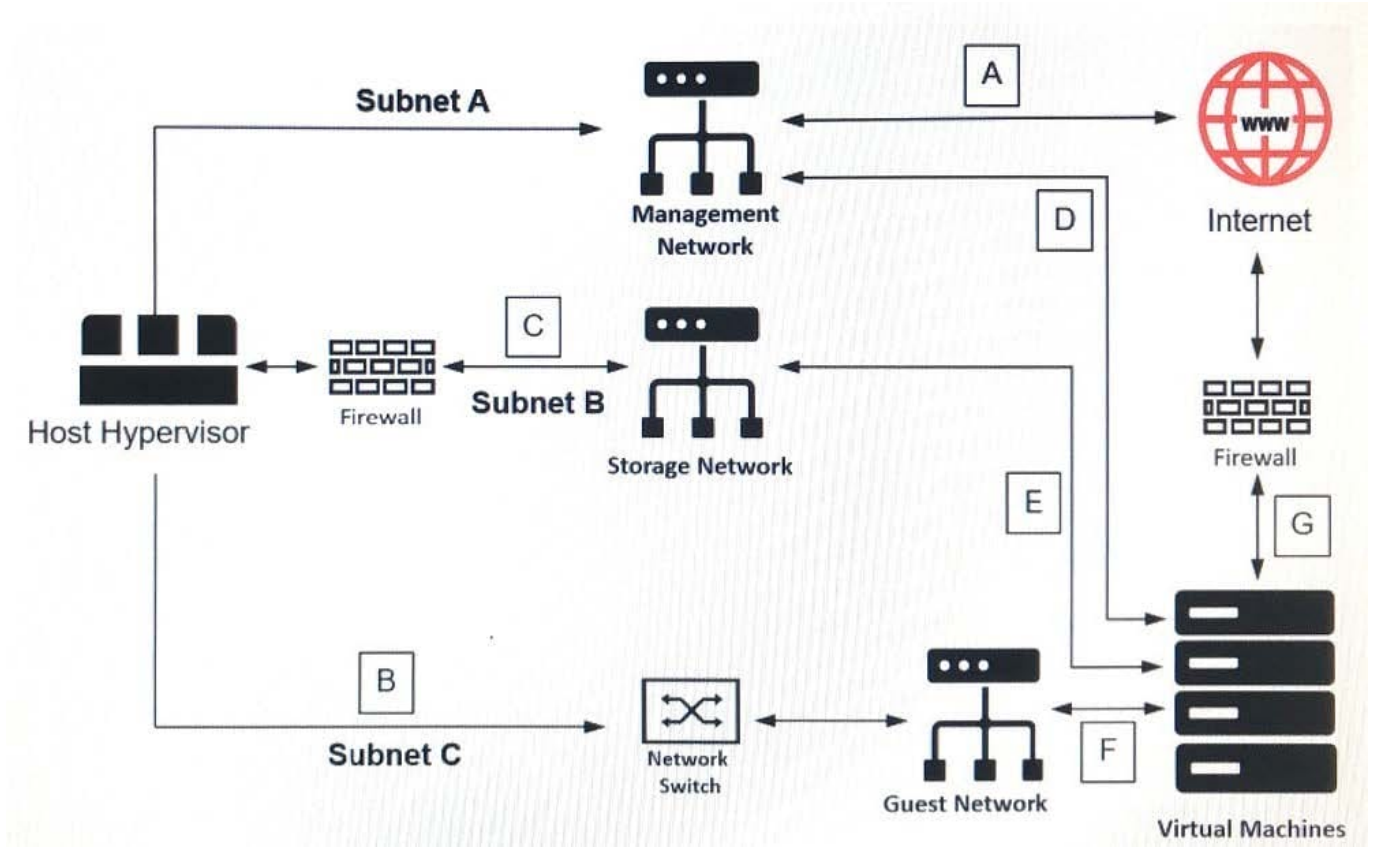 A
Subnet A
www
Management
Network
D
Internet
C
Subnet B
Host Hypervisor
Firewall
Storage Network
Firewall
E
G
B
Subnet C
Network
Switch
F
Guest Network
Virtual Machines